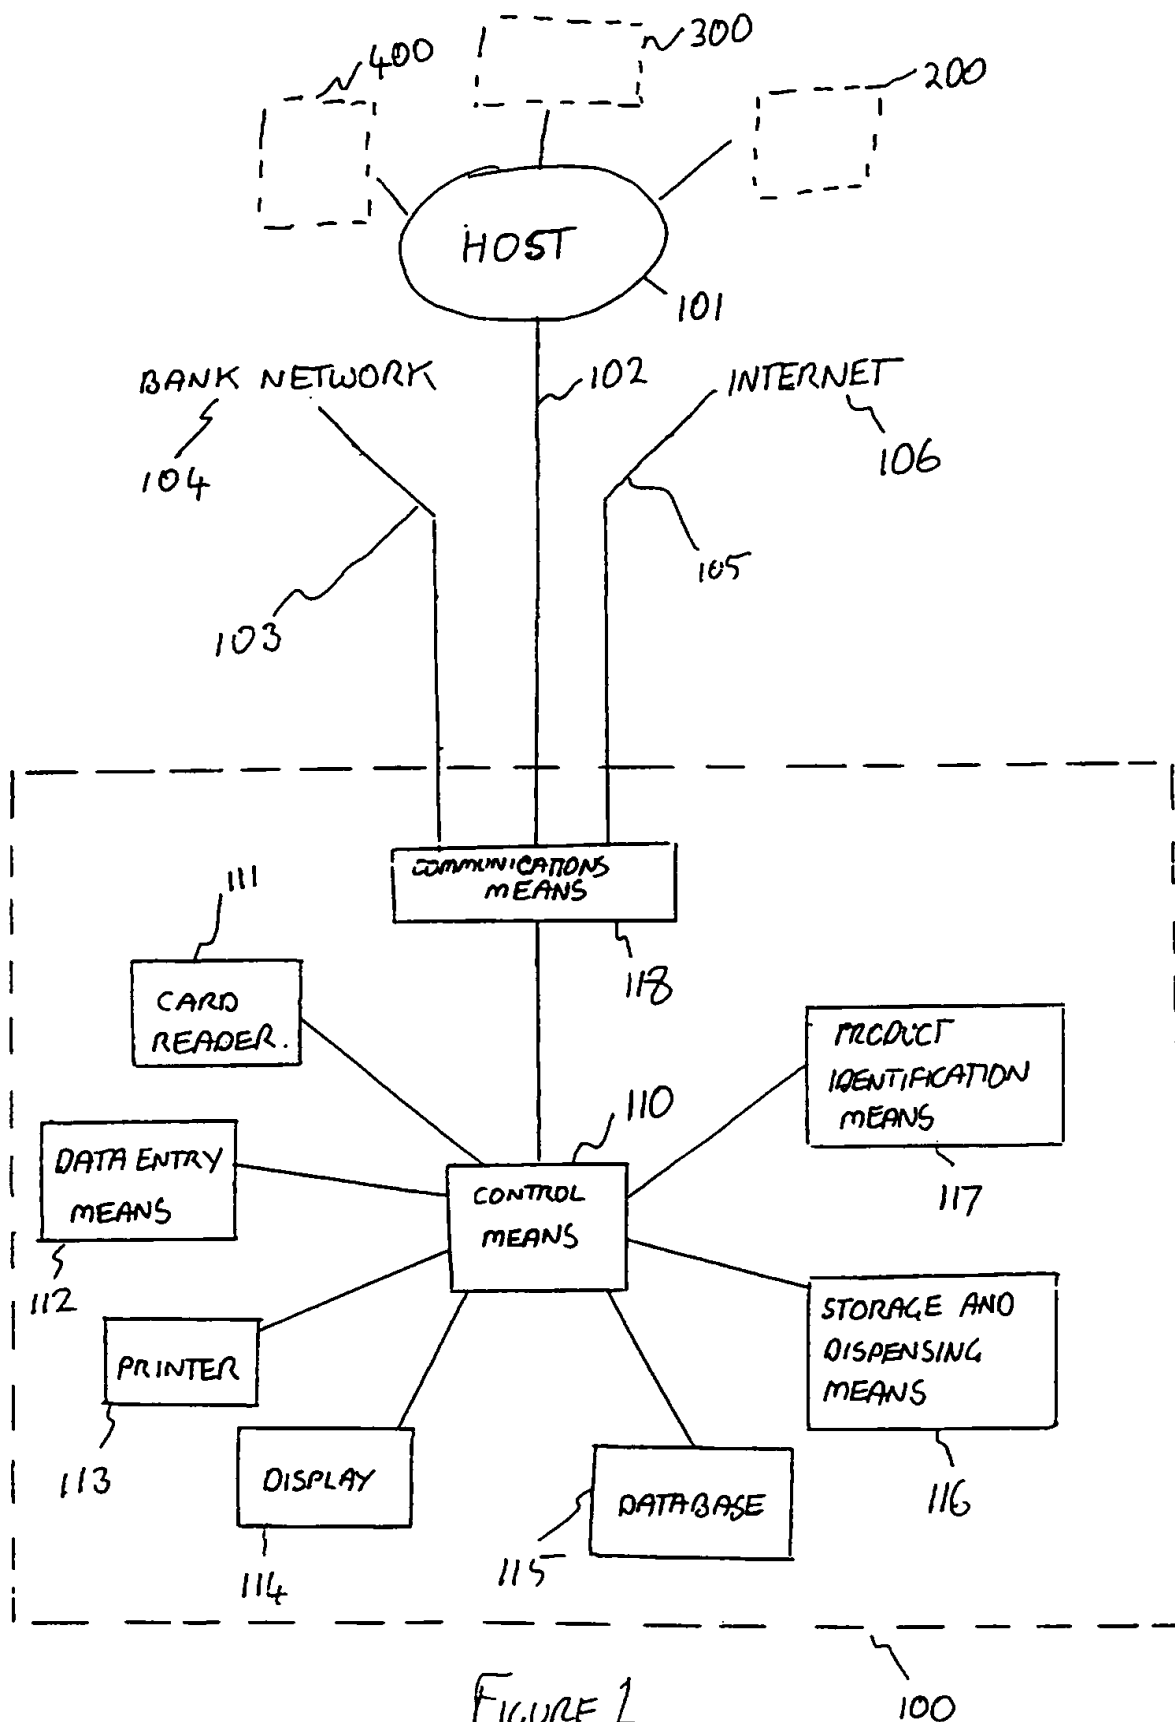 300
400
200
HOST
101
BANK NETWORK
102
INTERNET
104
106
105
103
COMMUNICATIONS
MEANS
111
118
CARD
READER.
PRODUCT
IDENTIFICATION
MEANS
110
117
DATA ENTRY
MEANS
CONTROL
MEANS
112
STORAGE AND
DISPENSING
MEANS
PRINTER
113
DISPLAY
DATABASE
116
115
114
100
FIGURE 1